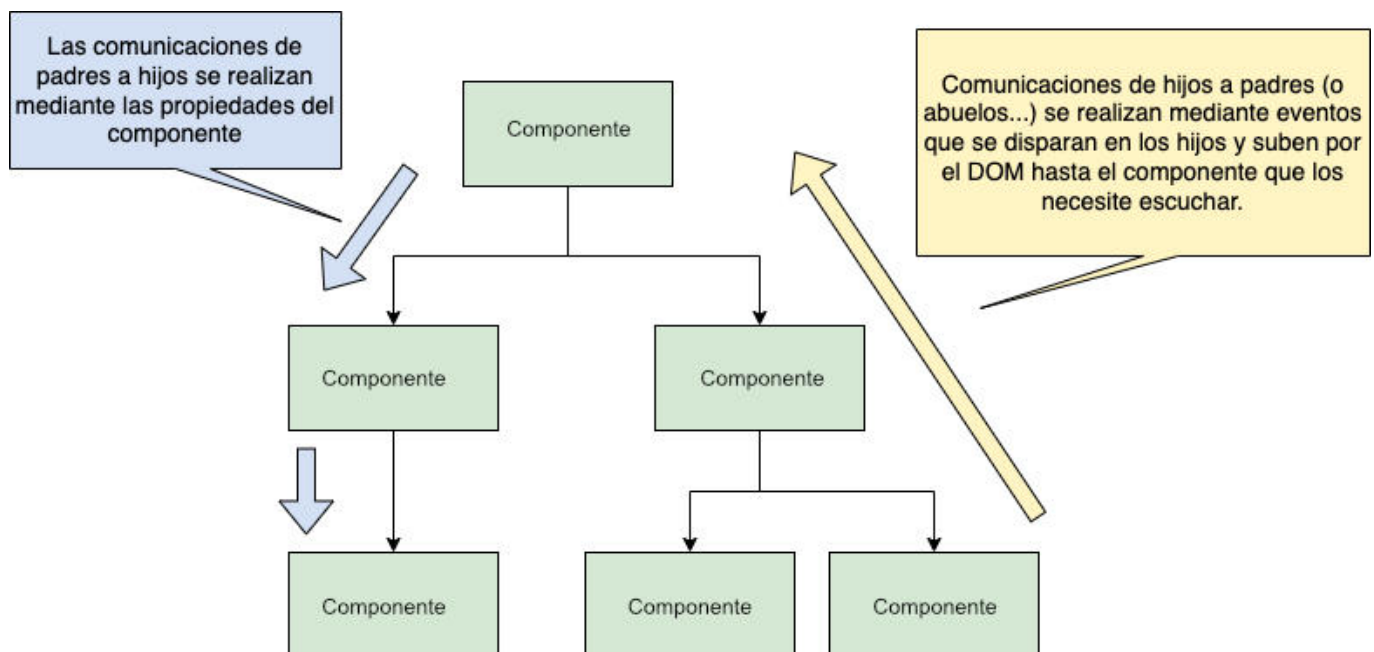 Las comunicaciones de
padres a hijos se realizan
mediante las propiedades del
componente
Comunicaciones de hijos a padres (o
abuelos...) se realizan mediante eventos
que se disparan en los hijos y suben por
el DOM hasta el componente que los
necesite escuchar.
Componente
Componente
Componente
Componente
Componente
Componente